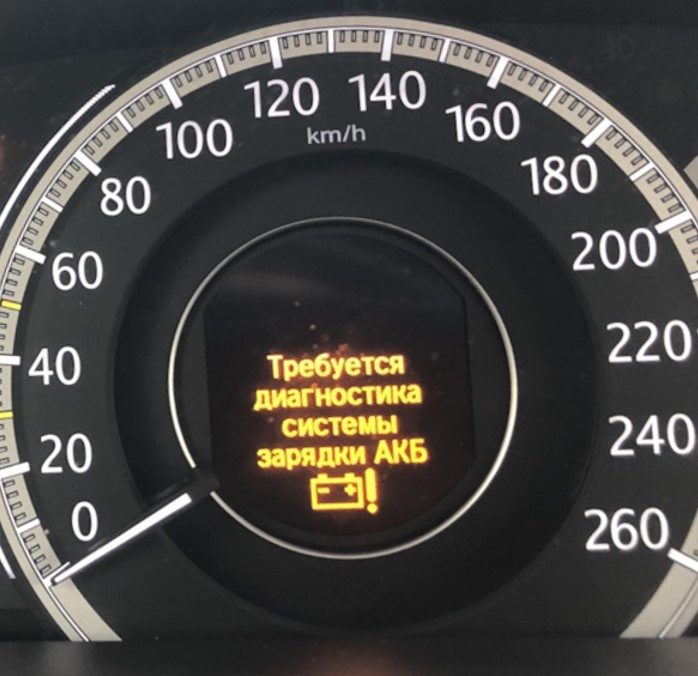 120 140
100 160
km/h
80 180
60 200
40 220
20 240
0 260
Требуется
диагностика
системы
зарядки АКБ